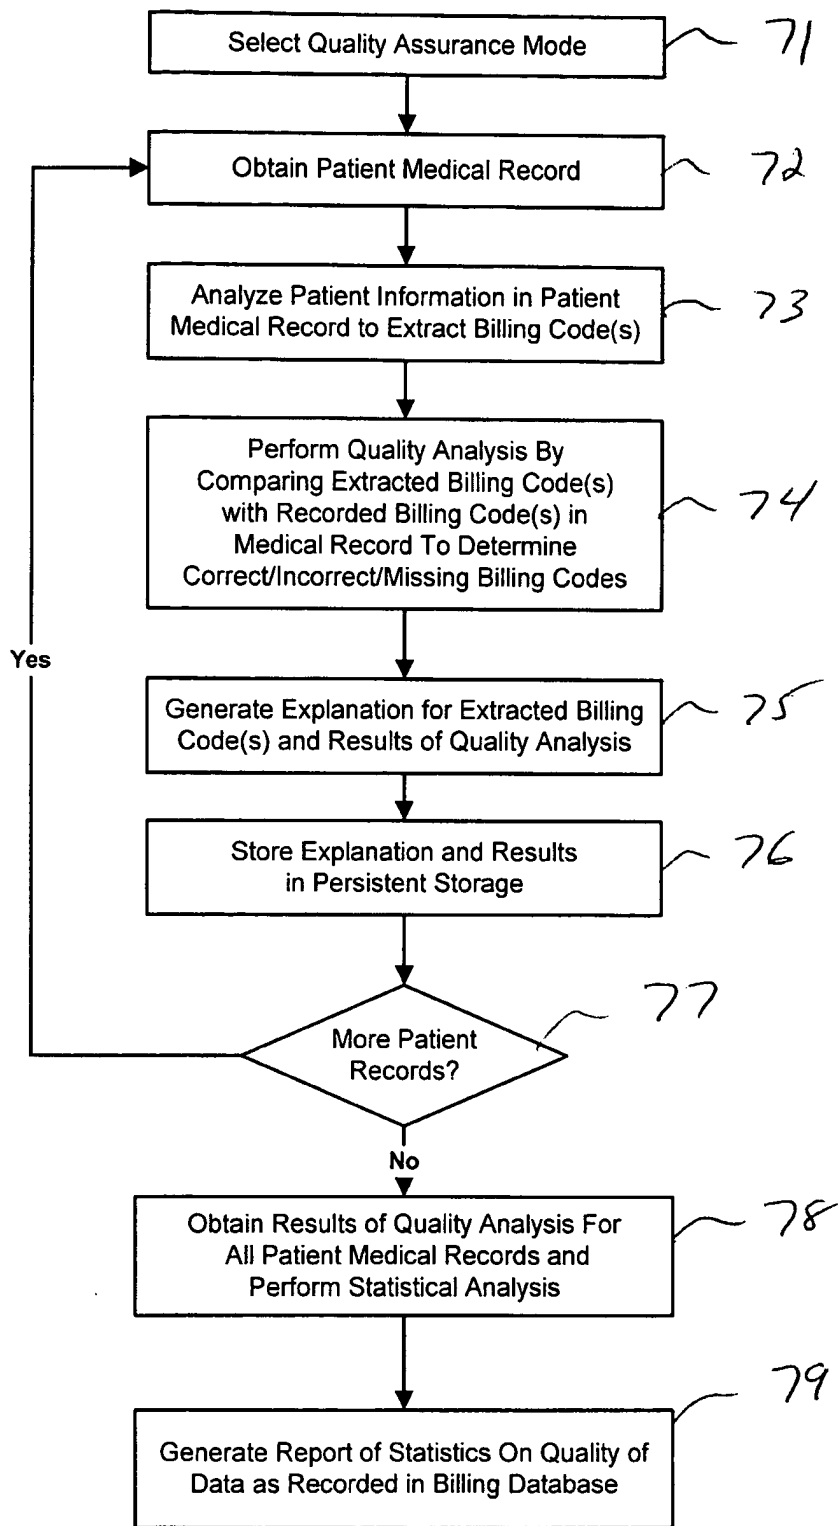 Select Quality Assurance Mode
71
Obtain Patient Medical Record
72
Analyze Patient Information in Patient
Medical Record to Extract Billing Code(s)
73
Perform Quality Analysis By
Comparing Extracted Billing Code(s)
with Recorded Billing Code(s) in
Medical Record To Determine
Correct/Incorrect/Missing Billing Codes
74
Yes
Generate Explanation for Extracted Billing
Code(s) and Results of Quality Analysis
75
Store Explanation and Results
in Persistent Storage
76
More Patient
Records?
77
No
Obtain Results of Quality Analysis For
All Patient Medical Records and
Perform Statistical Analysis
78
Generate Report of Statistics On Quality of
Data as Recorded in Billing Database
79